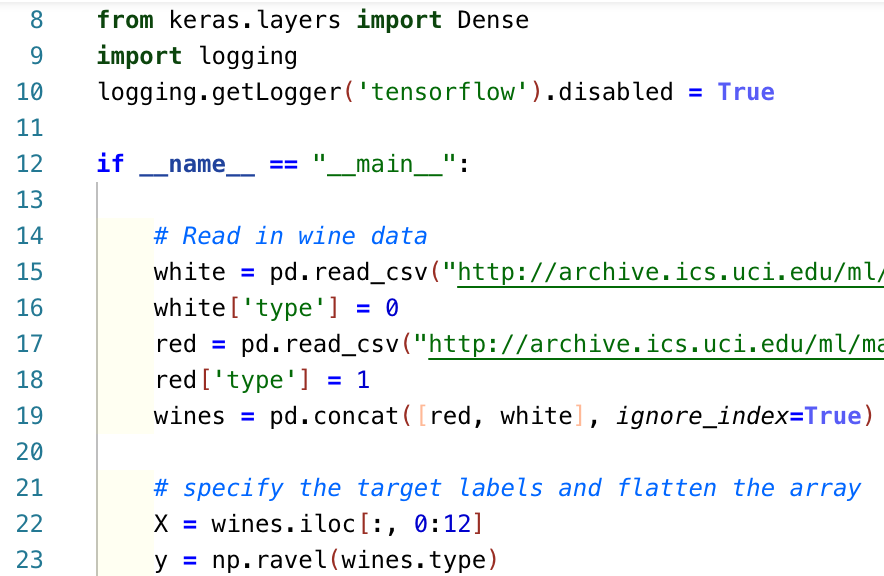 8 from keras.layers import Dense
9 import logging
10 logging.getLogger('tensorflow').disabled = True
11
12 if __name__ == "__main__":
13
14 # Read in wine data
15 white = pd.read_csv("http://archive.ics.uci.edu/ml/
16 white['type'] = 0
17 red = pd.read_csv("http://archive.ics.uci.edu/ml/ma
18 red['type'] = 1
19 wines = pd.concat([red, white], ignore_index=True)
20
21 # specify the target labels and flatten the array
22 X = wines.iloc[:, 0:12]
23 y = np.ravel(wines.type)